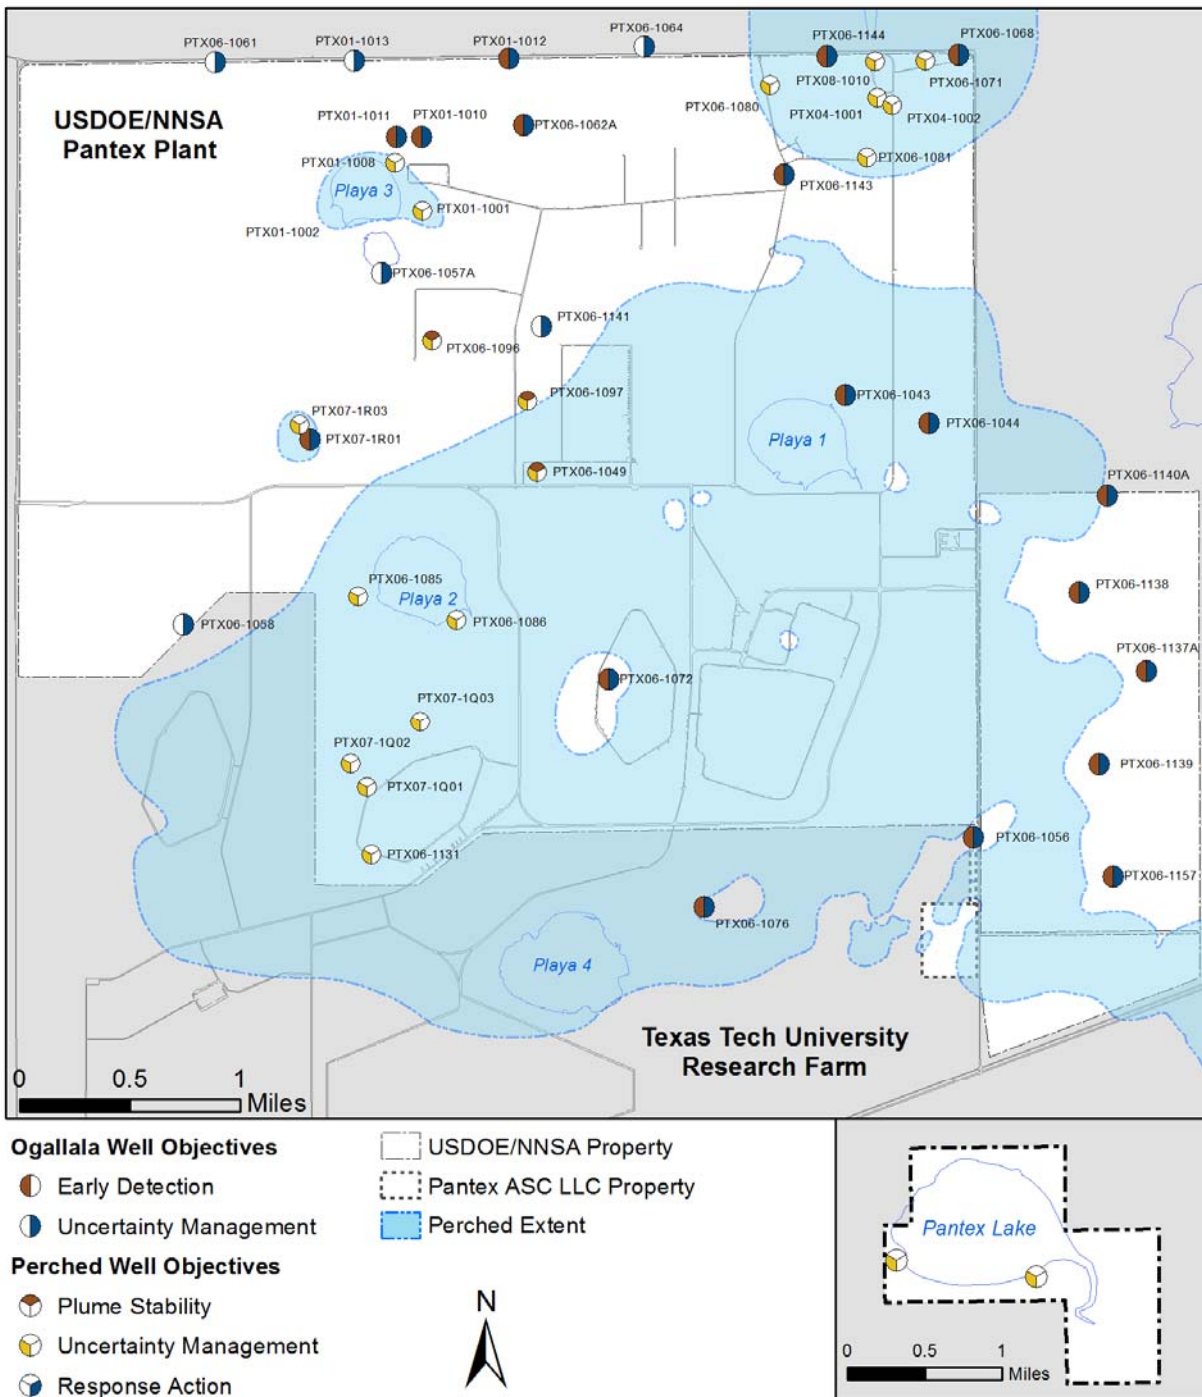 PTX06-1064
PTX06-1061
PTX01-1013
PTX01-1012
PTX06-1144
PTX06-1068
USDOE/NNSA
Pantex Plant
PTX08-1010
PTX06-1071
PTX06-1080
PTX04-1001
PTX04-1002
PTX01-1011
PTX01-1010
PTX06-1062A
PTX01-1008
PTX06-1081
PTX06-1143
Playa 3
PTX01-1001
PTX01-1002
PTX06-1057A
PTX06-1141
PTX06-1096
PTX06-1097
PTX06-1043
PTX07-1R03
PTX07-1R01
Playa 1
PTX06-1044
PTX06-1049
PTX06-1140A
PTX06-1085
Playa 2
PTX06-1138
PTX06-1058
PTX06-1086
PTX06-1137A
PTX06-1072
PTX07-1Q03
PTX07-1Q02
PTX06-1139
PTX07-1Q01
PTX06-1056
PTX06-1131
PTX06-1157
PTX06-1076
Playa 4
Texas Tech University
Research Farm
0 0.5 1
Miles
Ogallala Well Objectives
Early Detection
Uncertainty Management
Perched Well Objectives
Plume Stability
Uncertainty Management
Response Action
USDOE/NNSA Property
Pantex ASC LLC Property
Perched Extent
N
Pantex Lake
0 0.5 1
Miles